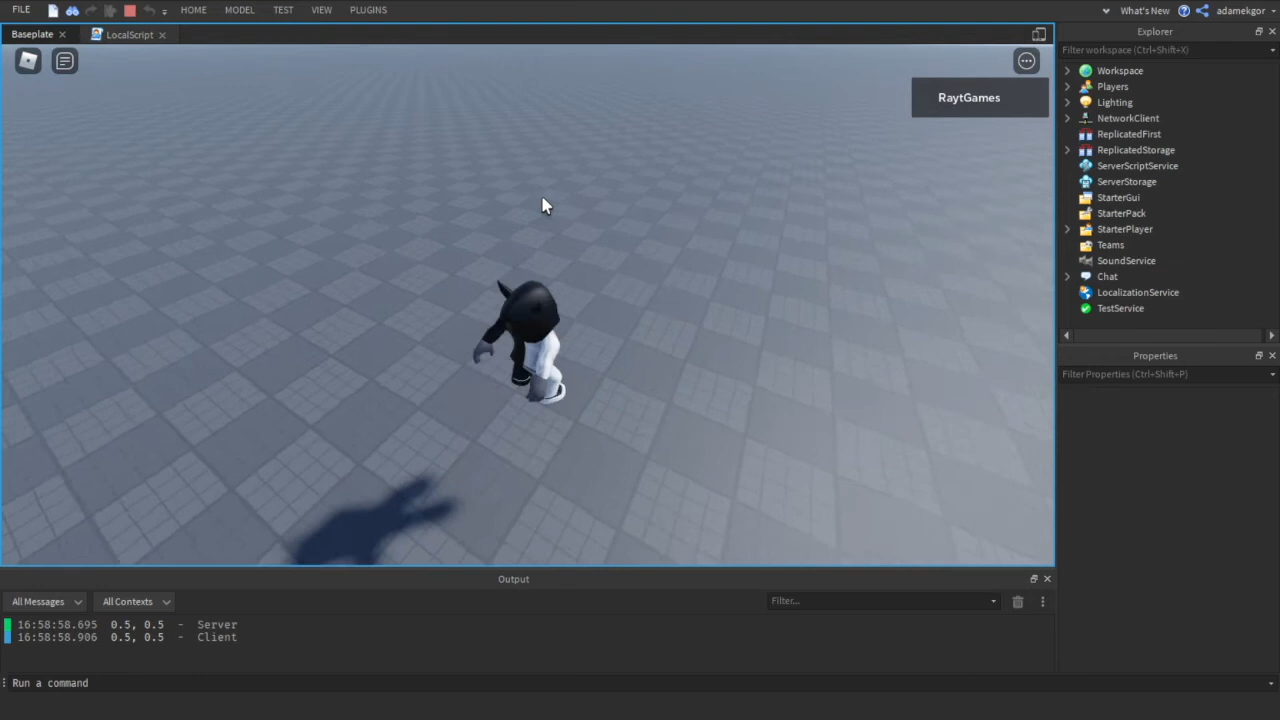 FILE HOME MODEL TEST VIEW PLUGINS What's New adamekgor
Baseplate LocalScript
RaytGames
Explorer
Filter workspace (Ctrl+Shift+X)
Workspace
Players
Lighting
NetworkClient
ReplicatedFirst
ReplicatedStorage
ServerScriptService
ServerStorage
StarterGui
StarterPack
StarterPlayer
Teams
SoundService
Chat
LocalizationService
TestService
Properties
Filter Properties (Ctrl+Shift+P)
Output
All Messages All Contexts Filter...
16:58:58.695 0.5, 0.5 - Server
16:58:58.906 0.5, 0.5 - Client
Run a command